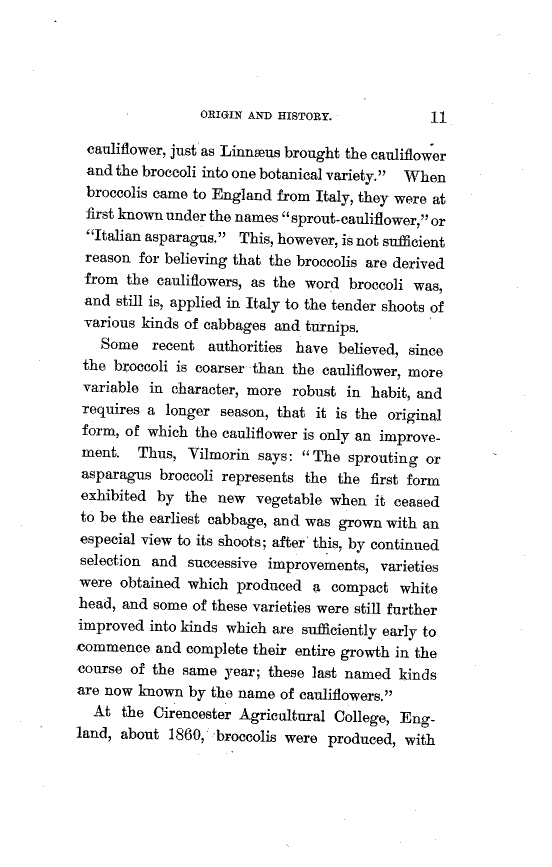 ORIGIN AND HISTORY. 11
cauliflower, just as Linnæus brought the cauliflower
and the broccoli into one botanical variety.” When
broccolis came to England from Italy, they were at
first known under the names “sprout-cauliflower,” or
“Italian asparagus.” This, however, is not sufficient
reason for believing that the broccolis are derived
from the cauliflowers, as the word broccoli was,
and still is, applied in Italy to the tender shoots of
various kinds of cabbages and turnips.
Some recent authorities have believed, since
the broccoli is coarser than the cauliflower, more
variable in character, more robust in habit, and
requires a longer season, that it is the original
form, of which the cauliflower is only an improve-
ment. Thus, Vilmorin says: “The sprouting or
asparagus broccoli represents the the first form
exhibited by the new vegetable when it ceased
to be the earliest cabbage, and was grown with an
especial view to its shoots; after this, by continued
selection and successive improvements, varieties
were obtained which produced a compact white
head, and some of these varieties were still further
improved into kinds which are sufficiently early to
commence and complete their entire growth in the
course of the same year; these last named kinds
are now known by the name of cauliflowers.”
At the Cirencester Agricultural College, Eng-
land, about 1860, broccolis were produced, with